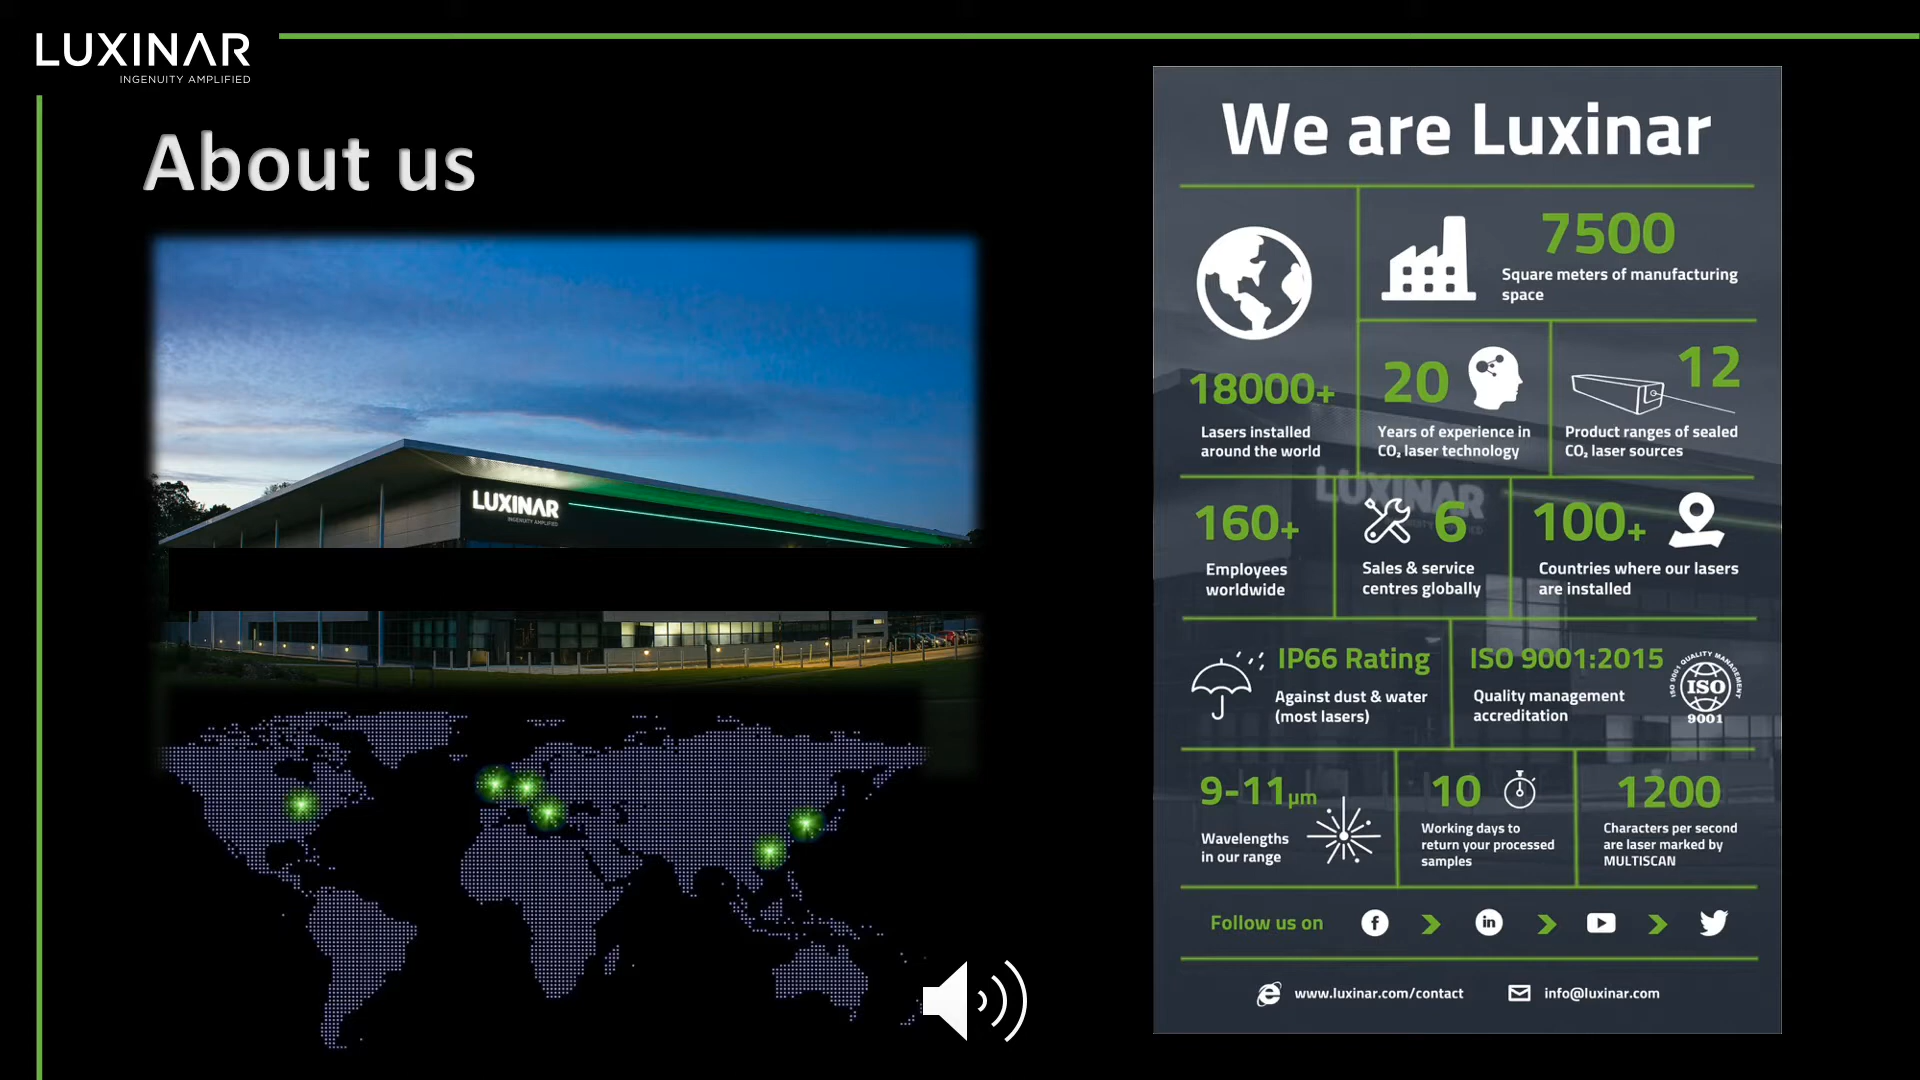 LUXINAR
INGENUITY AMPLIFIED
About us
LUXINAR
INGENUITY AMPLIFIED
We are Luxinar
7500
Square meters of manufacturing
space
18000+
Lasers installed
around the world
20
Years of experience in
CO₂ laser technology
12
Product ranges of sealed
CO₂ laser sources
LUXINAR
160+
Employees
worldwide
6
Sales & service
centres globally
100+
Countries where our lasers
are installed
IP66 Rating
Against dust & water
(most lasers)
ISO 9001:2015
Quality management
accreditation
ISO 9001 QUALITY MANAGEMENT
ISO
9001
9-11µm
Wavelengths
in our range
10
Working days to
return your processed
samples
1200
Characters per second
are laser marked by
MULTISCAN
Follow us on
www.luxinar.com/contact
info@luxinar.com